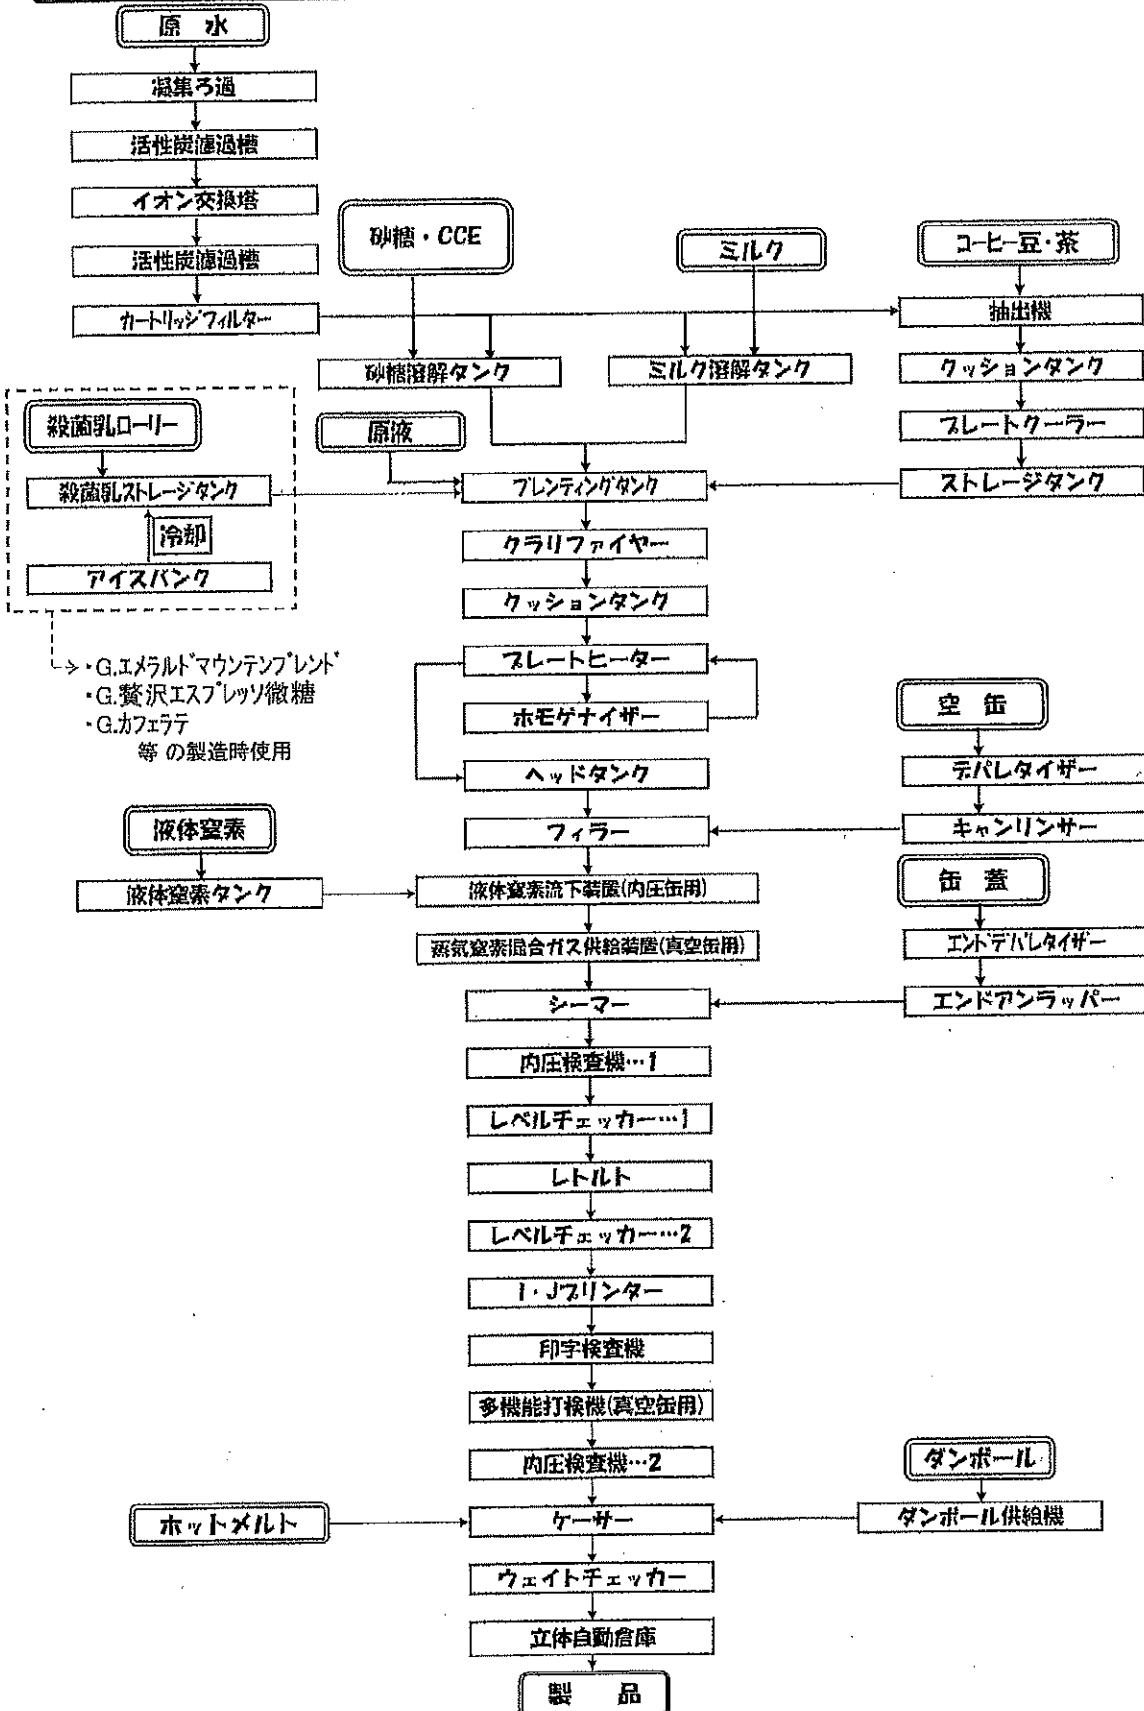 原 水
凝集ろ過
活性炭濾過槽
イオン交換塔
活性炭濾過槽
カートリッジフィルター
砂糖・CCE
ミルク
コーヒー豆・茶
抽出機
砂糖溶解タンク
ミルク溶解タンク
クッションタンク
プレートクーラー
ストレージタンク
殺菌乳ローリー
殺菌乳ストレージタンク
冷却
アイスバンク
原液
ブレンディングタンク
クラリファイヤー
クッションタンク
プレートヒーター
ホモゲナイザー
ヘッドタンク
フィラー
・G.エメラルドマウンテンブレンド
・G.贅沢エスプレッソ微糖
・G.カフェラテ
等 の製造時使用
空 缶
デパレタイザー
キャンリンサー
液体窒素
液体窒素タンク
液体窒素流下装置(内圧缶用)
蒸気窒素混合ガス供給装置(真空缶用)
缶 蓋
エンドデパレタイザー
エンドアンラッパー
シーマー
内圧検査機…1
レベルチェッカー…1
レトルト
レベルチェッカー…2
I・Jプリンター
印字検査機
多機能打検機(真空缶用)
内圧検査機…2
ダンボール
ダンボール供給機
ホットメルト
ケーサー
ウェイトチェッカー
立体自動倉庫
製 品